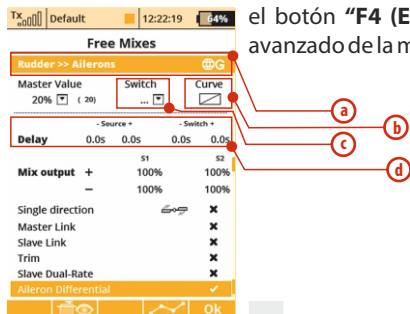 Tx Default 12:22:19 64%
Free Mixes
Rudder >> Ailerons G
Master Value Switch Curve
20% ( 20) ...
- Source + - Switch +
Delay 0.0s 0.0s 0.0s 0.0s
S1 S2
Mix output + 100% 100%
− 100% 100%
Single direction
Master Link
Slave Link
Trim
Slave Dual-Rate
Aileron Differential
Ok
el botón “F4 (E
avanzado de la m
a
b
c
d